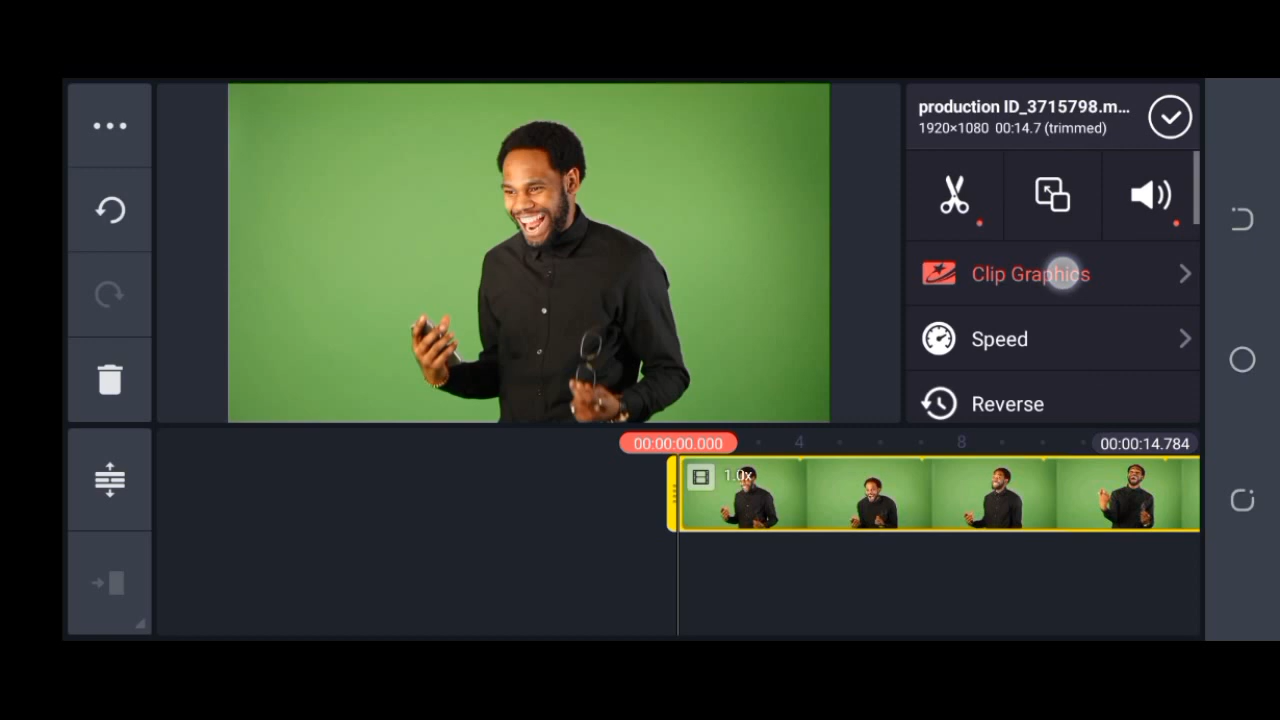 production ID_3715798.m...
1920×1080 00:14.7 (trimmed)
Clip Graphics
Speed
Reverse
00:00:00.000
4
8
00:00:14.784
1.0x